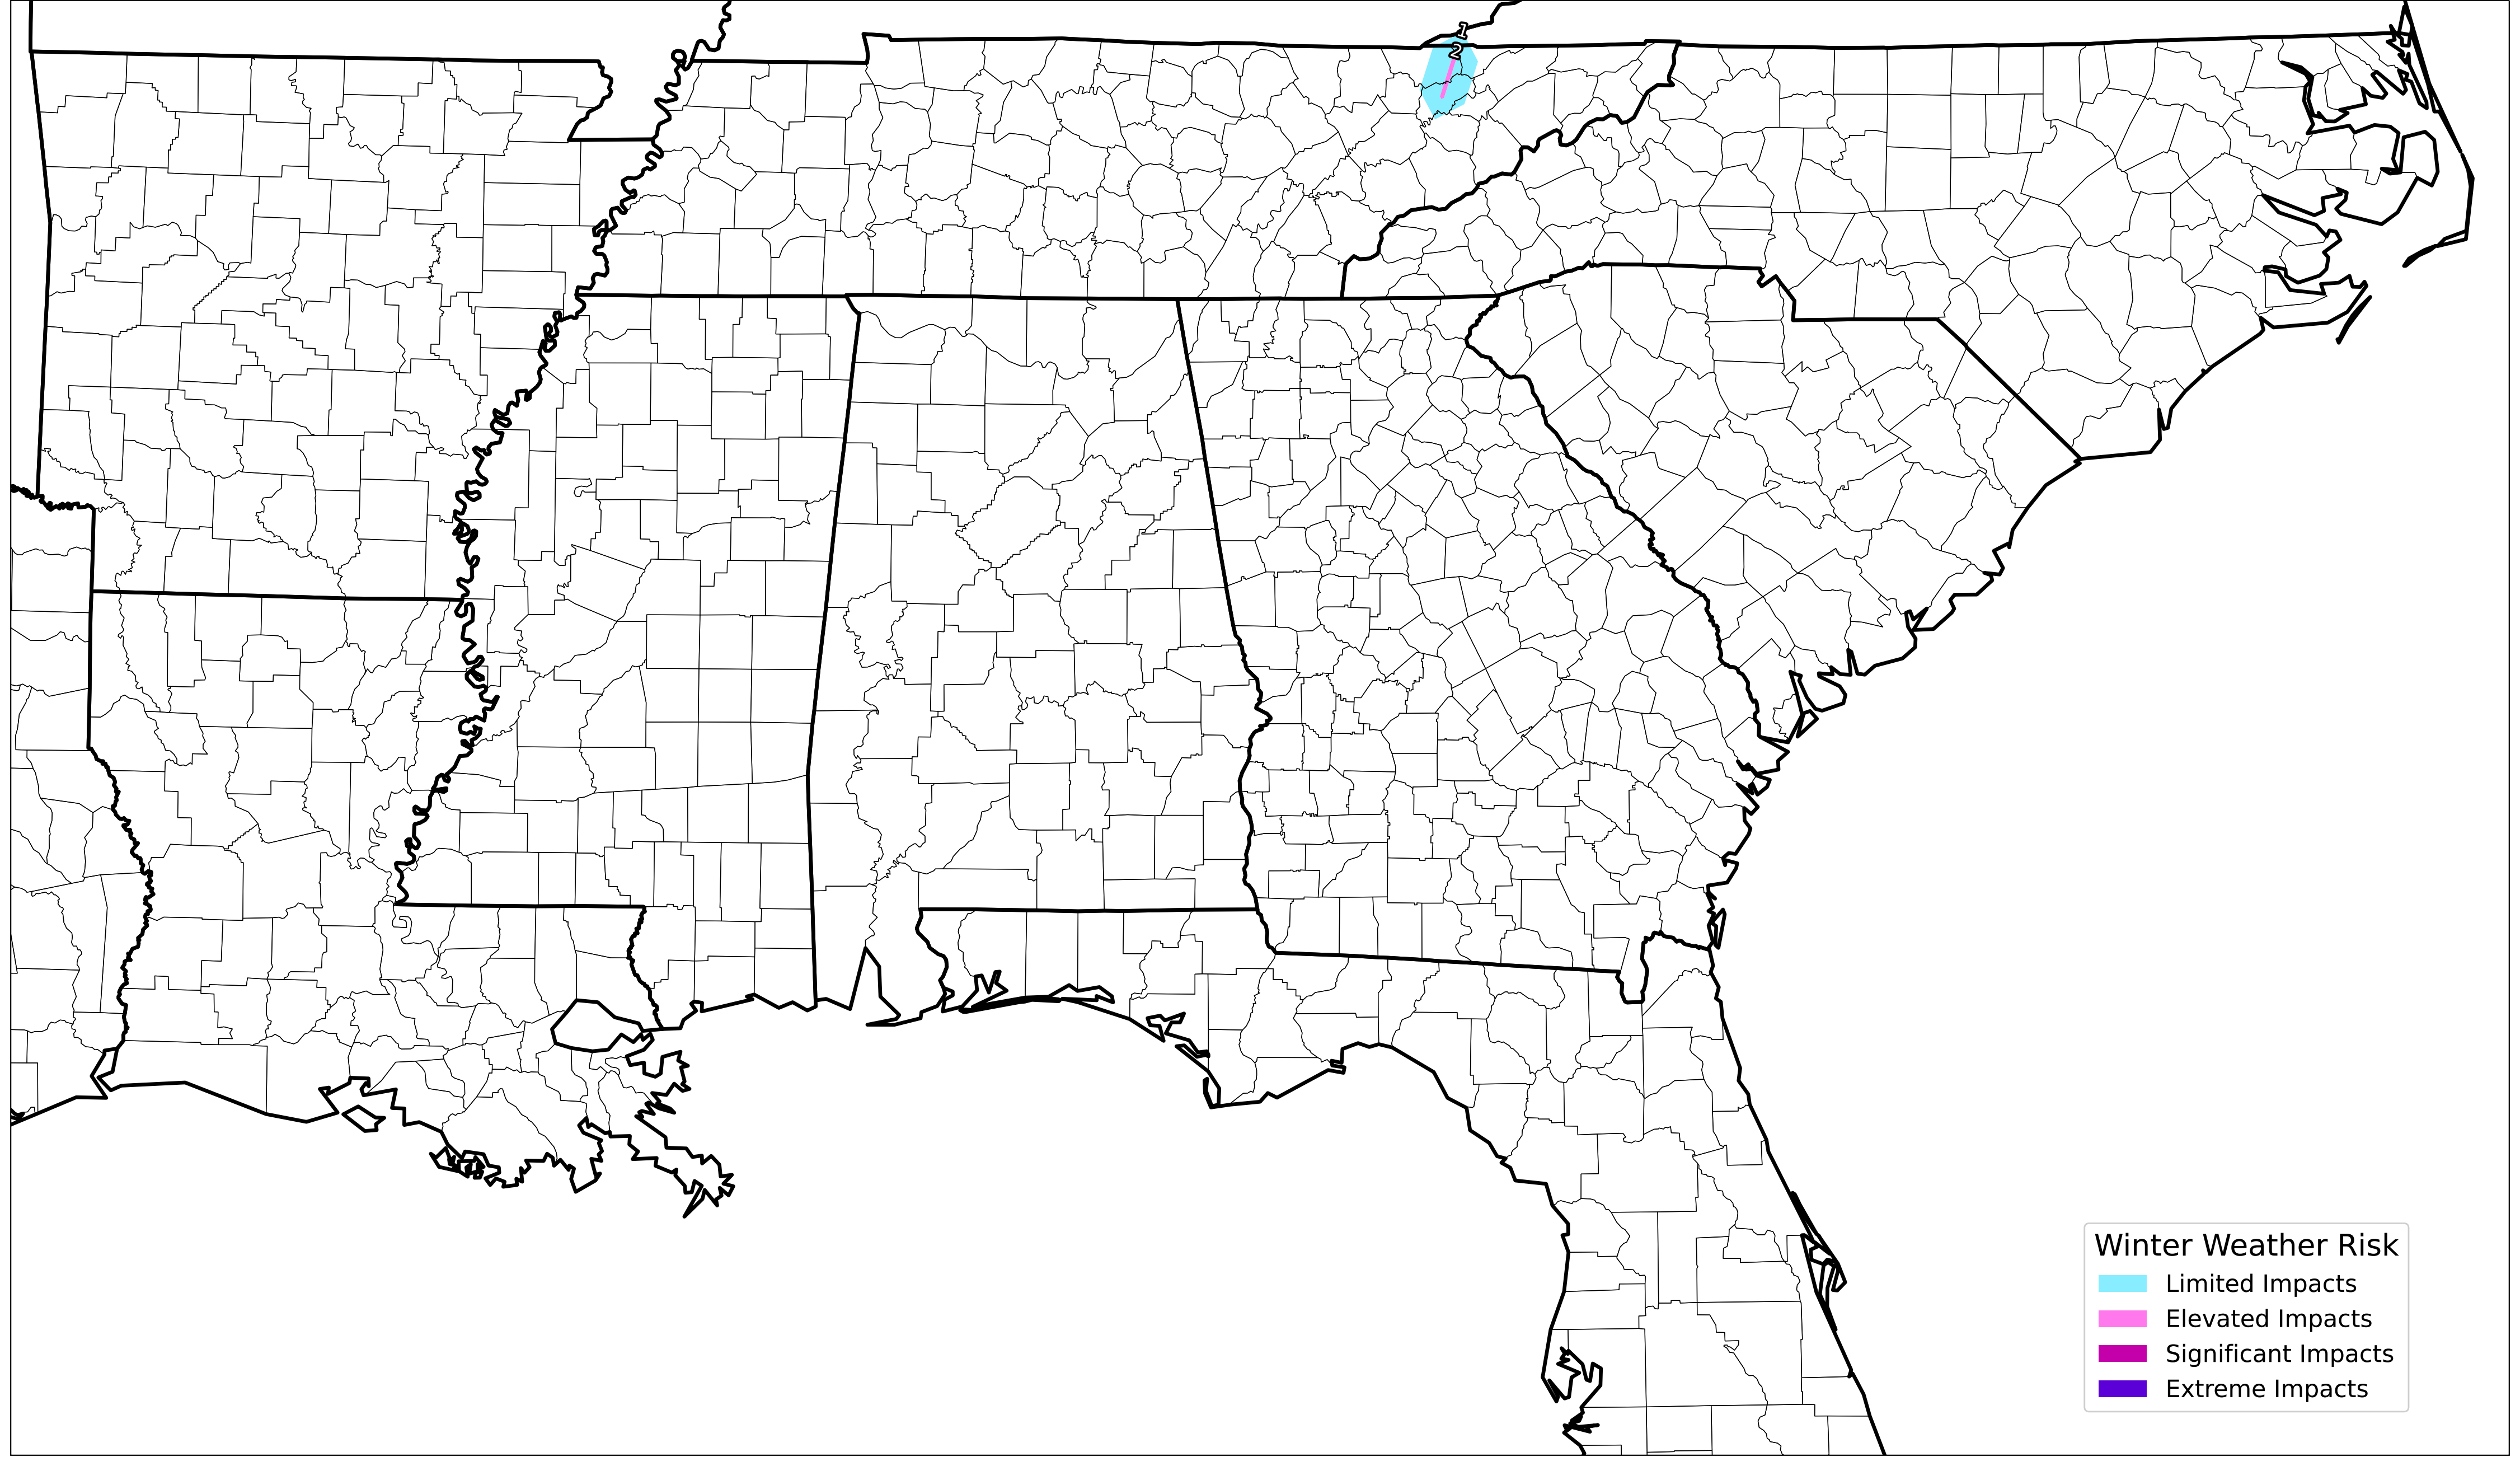 1
2
Winter Weather Risk
Limited Impacts
Elevated Impacts
Significant Impacts
Extreme Impacts